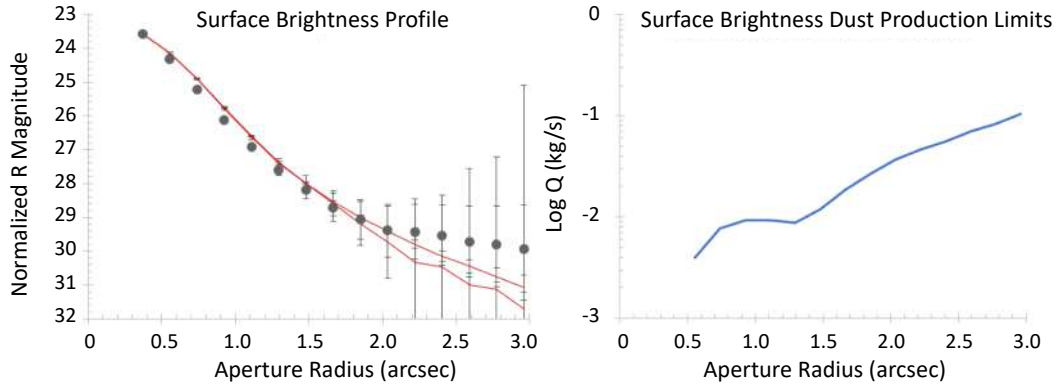 Surface Brightness Profile
Normalized R Magnitude
23
24
25
26
27
28
29
30
31
32
0 0.5 1.0 1.5 2.0 2.5 3.0
Aperture Radius (arcsec)
Surface Brightness Dust Production Limits
Log Q (kg/s)
0
-1
-2
-3
0 0.5 1.0 1.5 2.0 2.5 3.0
Aperture Radius (arcsec)